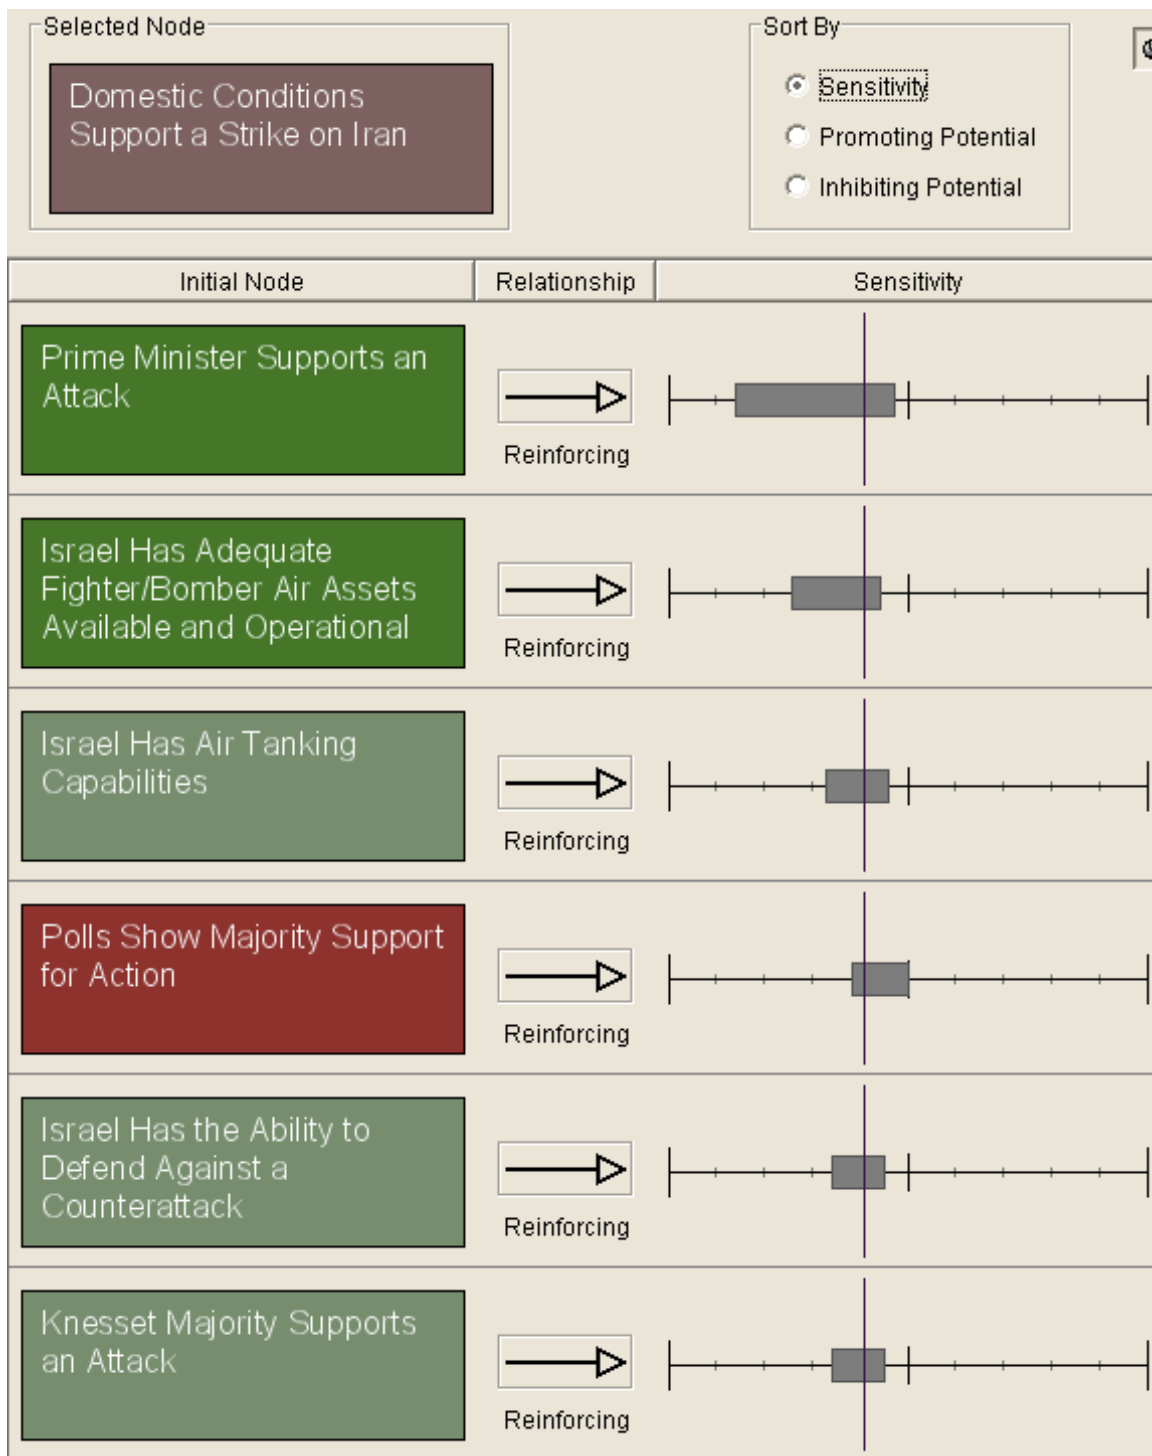 Selected Node
Domestic Conditions
Support a Strike on Iran
Sort By
Sensitivity
Promoting Potential
Inhibiting Potential
Initial Node
Relationship
Sensitivity
Prime Minister Supports an
Attack
Reinforcing
Israel Has Adequate
Fighter/Bomber Air Assets
Available and Operational
Reinforcing
Israel Has Air Tanking
Capabilities
Reinforcing
Polls Show Majority Support
for Action
Reinforcing
Israel Has the Ability to
Defend Against a
Counterattack
Reinforcing
Knesset Majority Supports
an Attack
Reinforcing